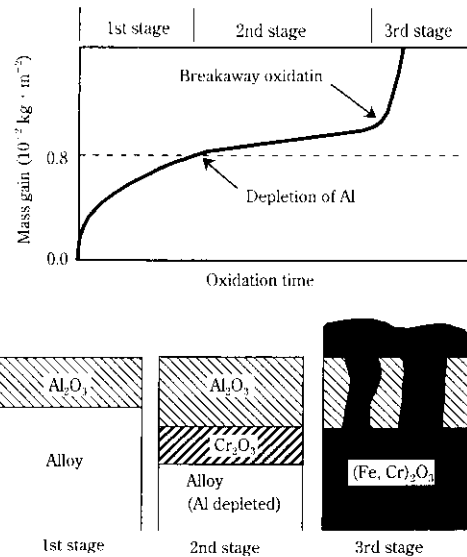 1st stage
2nd stage
3rd stage
Breakaway oxidatin
Mass gain (10⁻² kg · m⁻²)
0.8
Depletion of Al
0.0
Oxidation time
Al₂O₃
Al₂O₃
Cr₂O₃
Alloy
Alloy
(Al depleted)
(Fe, Cr)₂O₃
1st stage
2nd stage
3rd stage